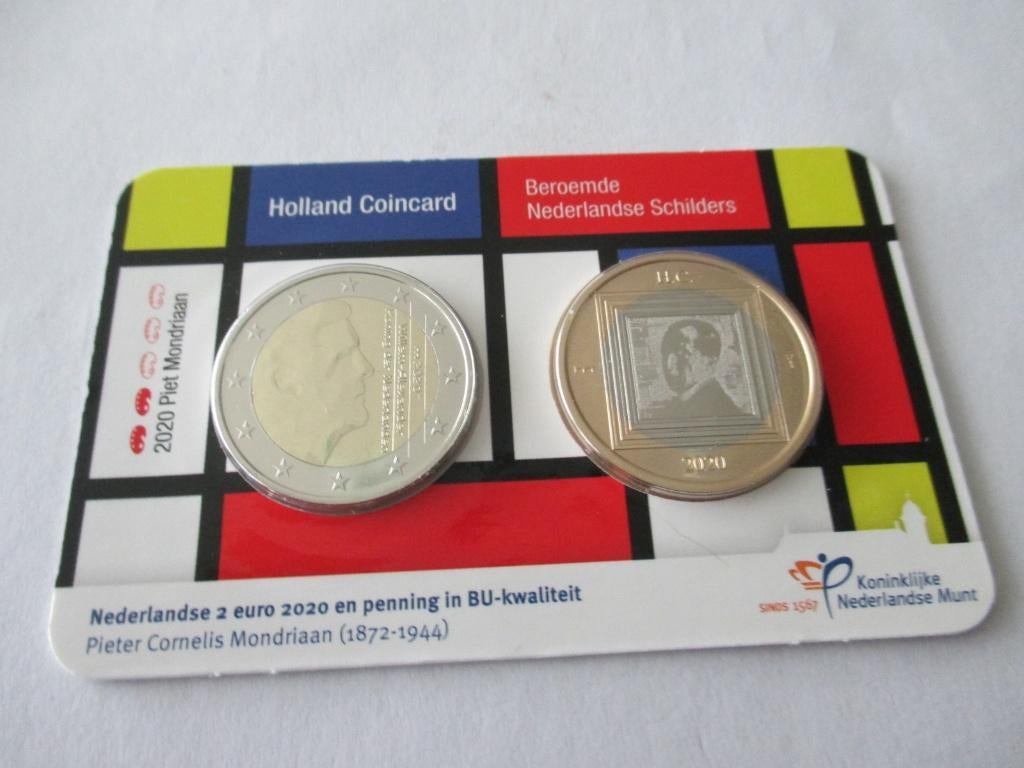 Holland Coincard
Beroemde
Nederlandse Schilders
2020 Piet Mondriaan
2020
Nederlandse 2 euro 2020 en penning in BU-kwaliteit
Pieter Cornelis Mondriaan (1872-1944)
SINDS 1567
Koninklijke
Nederlandse Munt